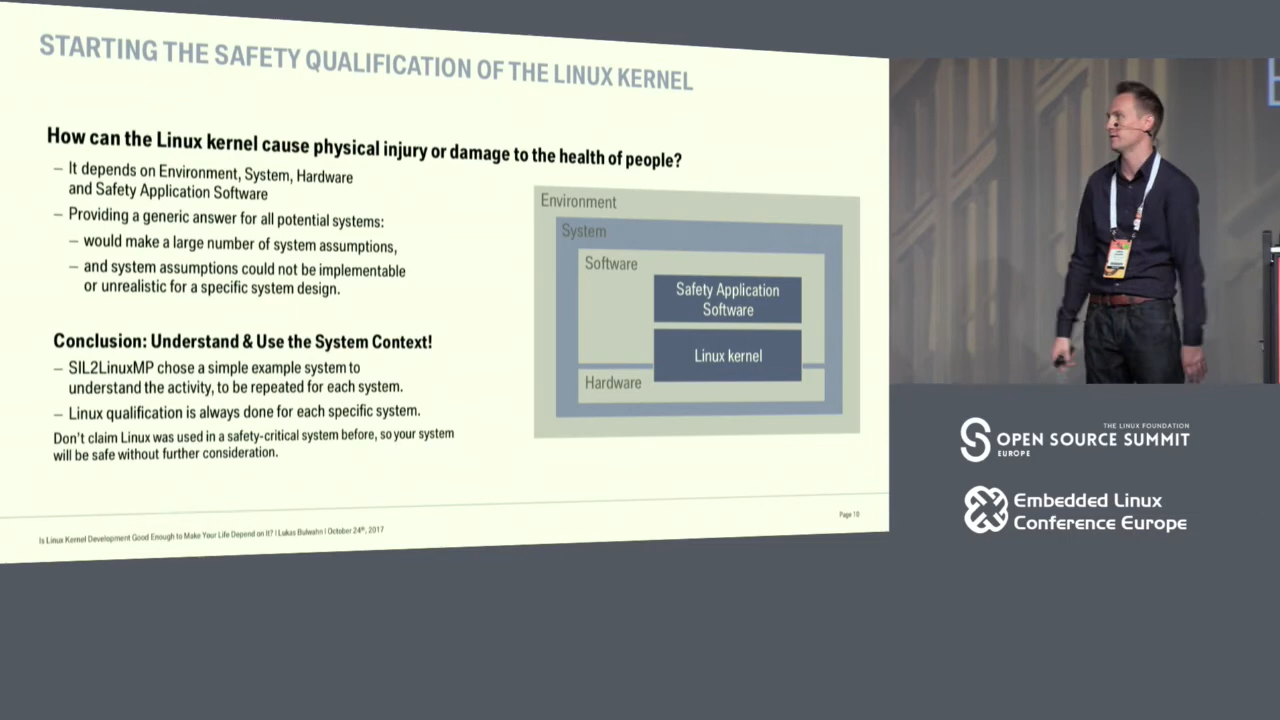 STARTING THE SAFETY QUALIFICATION OF THE LINUX KERNEL
How can the Linux kernel cause physical injury or damage to the health of people?
– It depends on Environment, System, Hardware
and Safety Application Software
– Providing a generic answer for all potential systems:
– would make a large number of system assumptions,
– and system assumptions could not be implementable
or unrealistic for a specific system design.
Conclusion: Understand & Use the System Context!
– SIL2LinuxMP chose a simple example system to
understand the activity, to be repeated for each system.
– Linux qualification is always done for each specific system.
Don't claim Linux was used in a safety-critical system before, so your system
will be safe without further consideration.
Environment
System
Software
Safety Application
Software
Linux kernel
Hardware
Is Linux Kernel Development Good Enough to Make Your Life Depend on It? | Lukas Bulwahn | October 24th, 2017
Page 10
THE LINUX FOUNDATION
OPEN SOURCE SUMMIT
EUROPE
Embedded Linux
Conference Europe